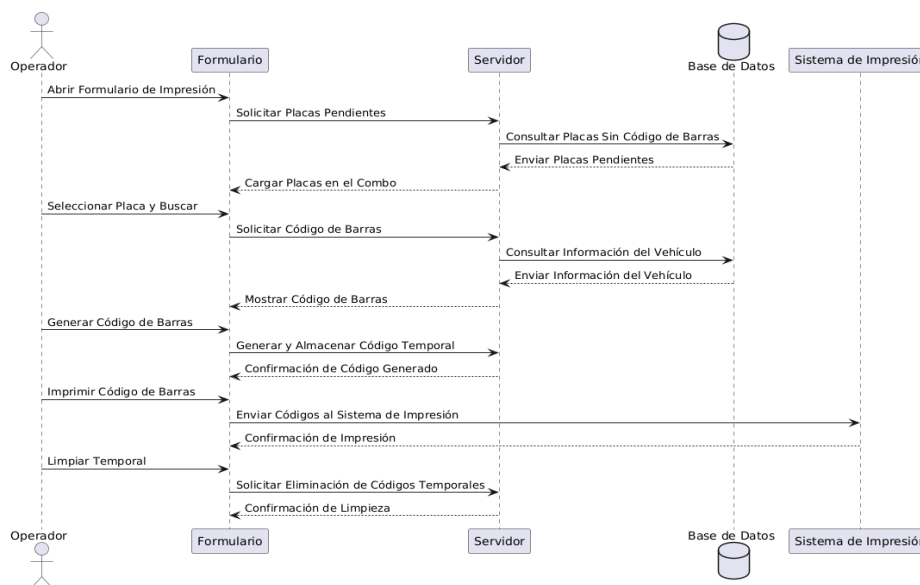 Operador
Formulario
Servidor
Base de Datos
Sistema de Impresión
Abrir Formulario de Impresión
Solicitar Placas Pendientes
Consultar Placas Sin Código de Barras
Enviar Placas Pendientes
Cargar Placas en el Combo
Seleccionar Placa y Buscar
Solicitar Código de Barras
Consultar Información del Vehículo
Enviar Información del Vehículo
Mostrar Código de Barras
Generar Código de Barras
Generar y Almacenar Código Temporal
Confirmación de Código Generado
Imprimir Código de Barras
Enviar Códigos al Sistema de Impresión
Confirmación de Impresión
Limpiar Temporal
Solicitar Eliminación de Códigos Temporales
Confirmación de Limpieza
Operador
Formulario
Servidor
Base de Datos
Sistema de Impresión